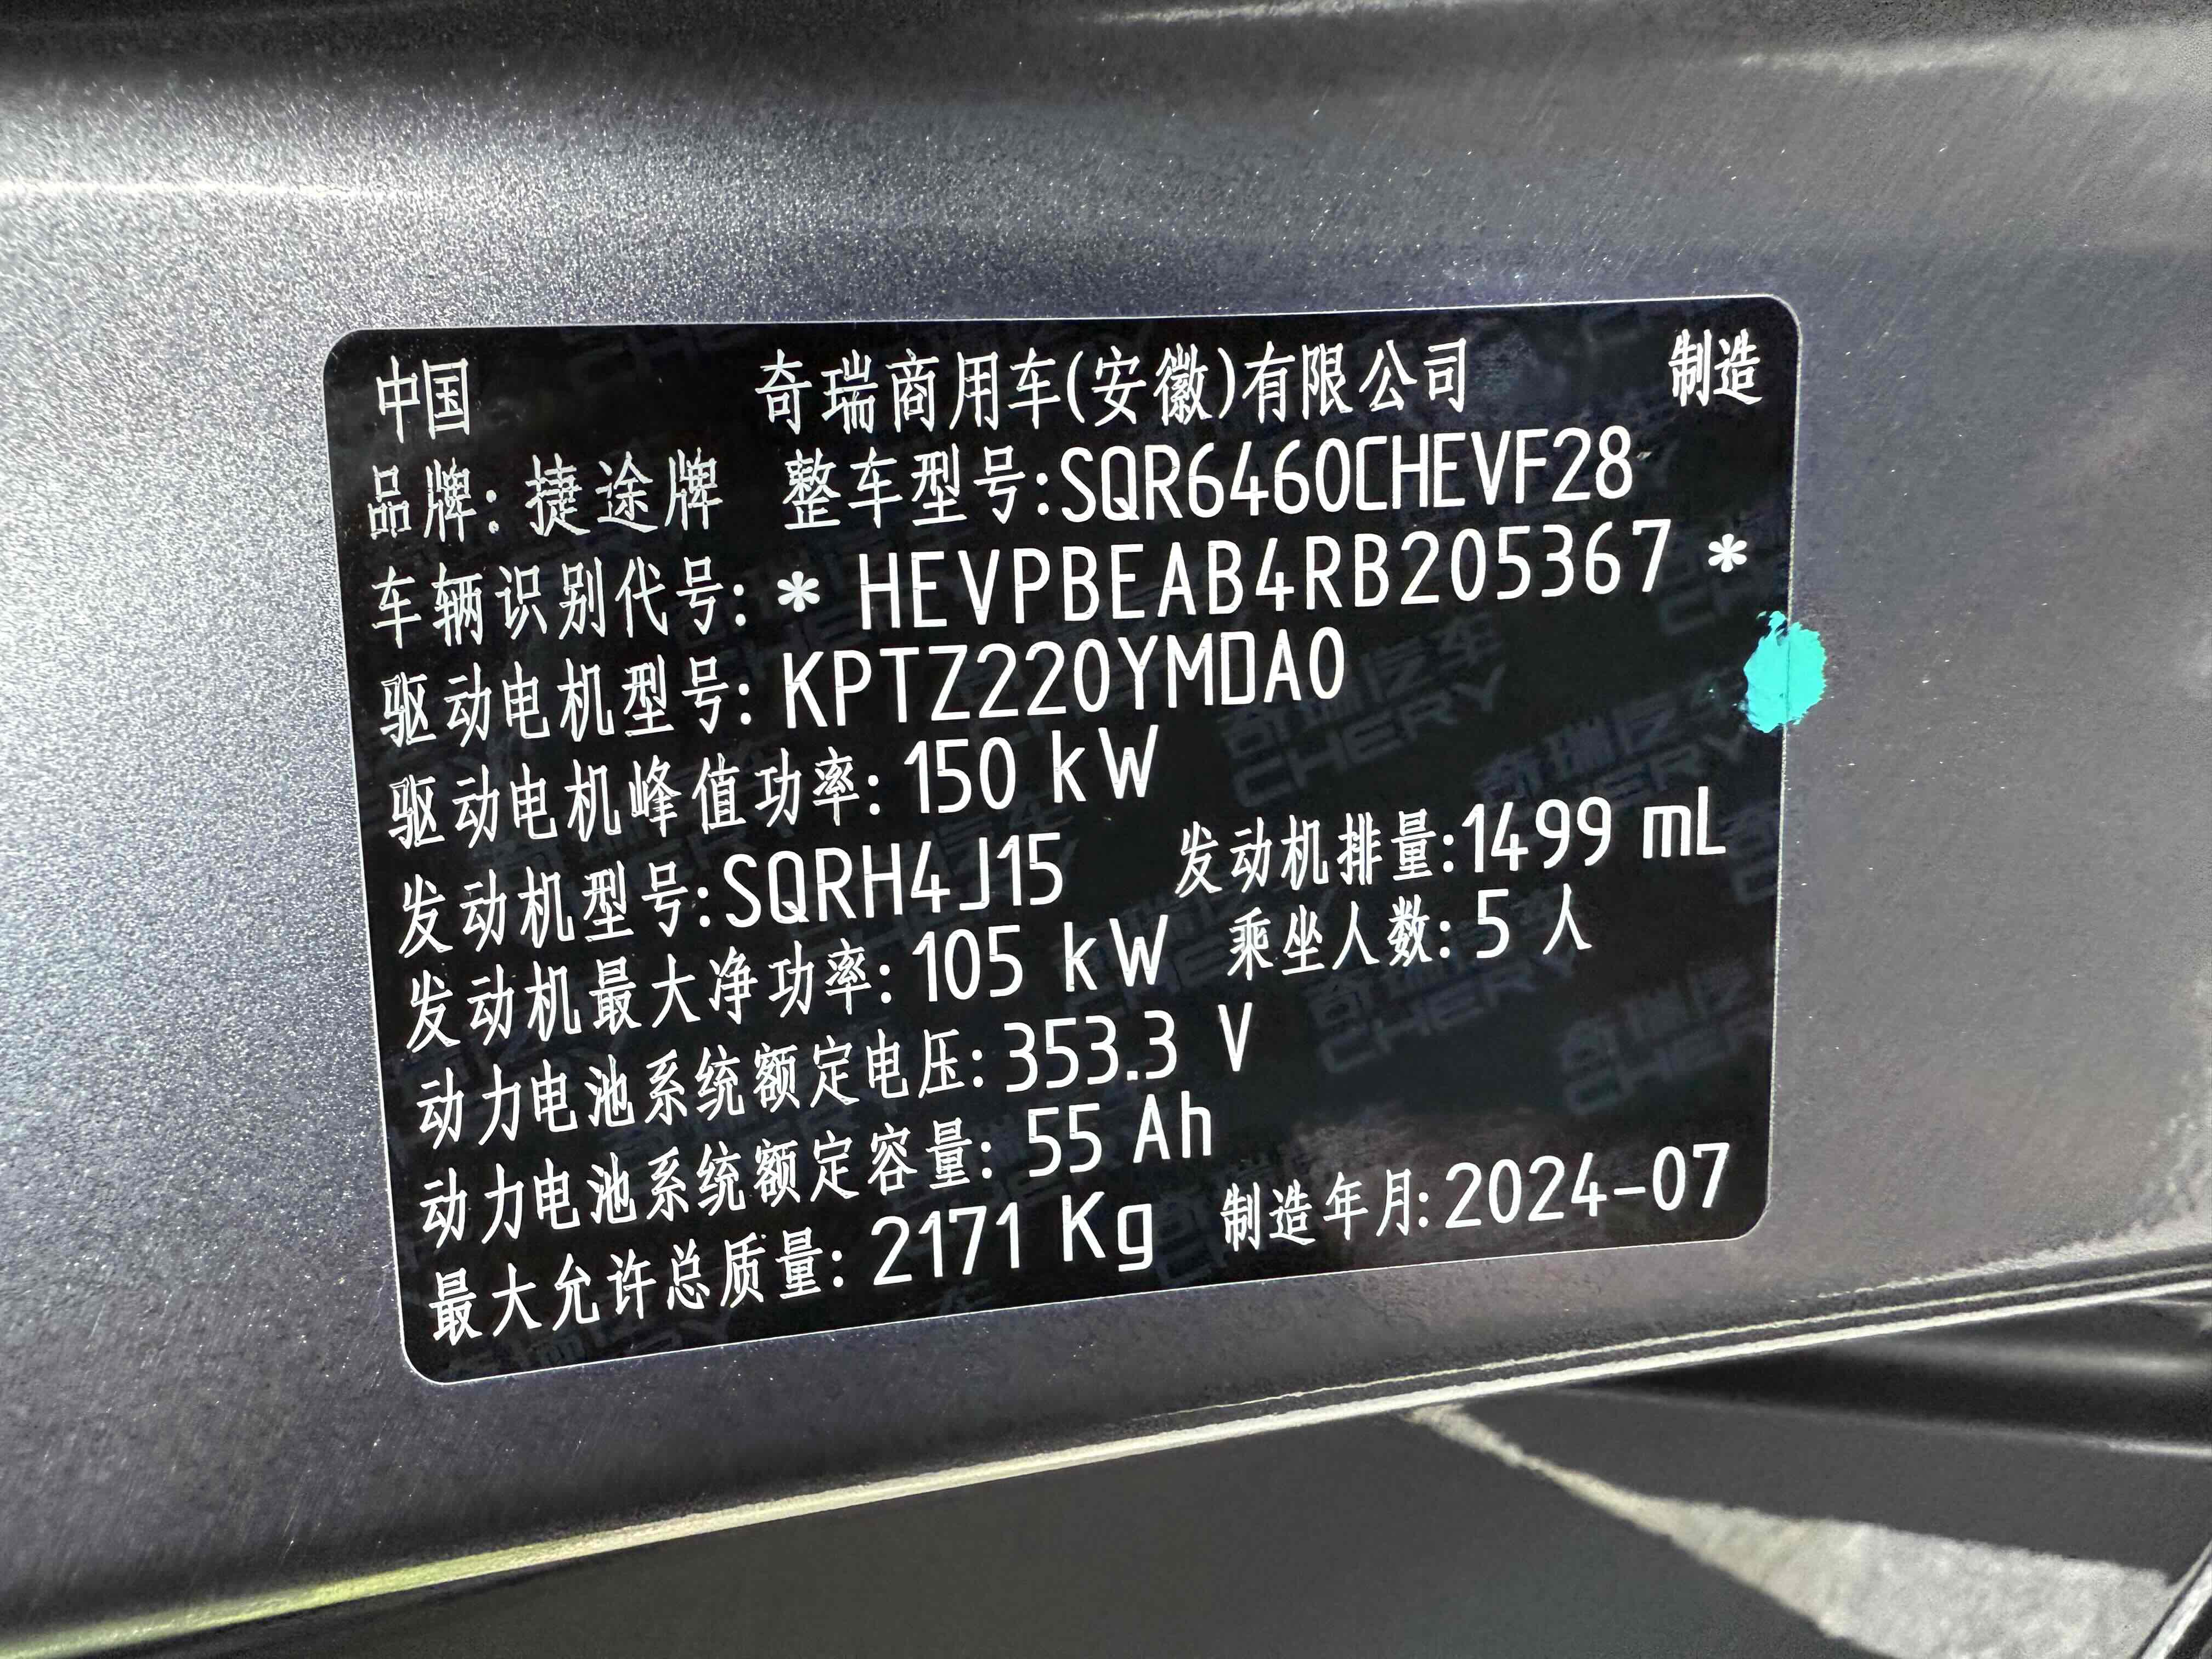 中国 奇瑞商用车(安徽)有限公司 制造
品牌: 捷途牌 整车型号:SQR6460CHEVF28
车辆识别代号: * HEVPBEAB4RB205367 *
驱动电机型号: KPTZ220YMDA0
驱动电机峰值功率: 150 kW
发动机型号:SQRH4J15 发动机排量:1499 mL
发动机最大净功率: 105 kW 乘坐人数: 5 人
动力电池系统额定电压: 353.3 V
动力电池系统额定容量: 55 Ah
最大允许总质量: 2171 Kg 制造年月: 2024-07